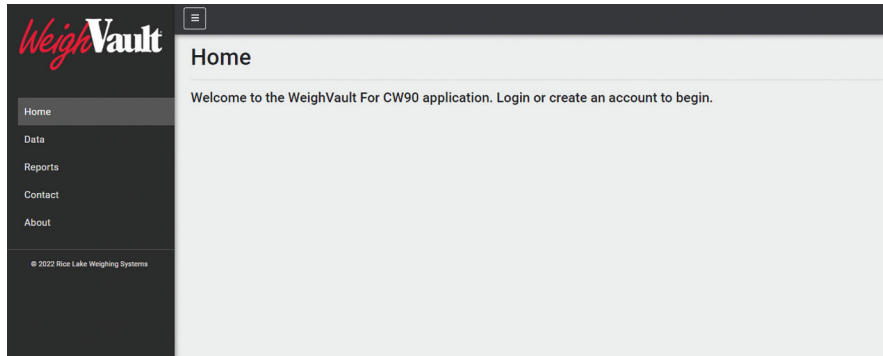 WeighVault
Home
Welcome to the WeighVault For CW90 application. Login or create an account to begin.
Home
Data
Reports
Contact
About
© 2022 Rice Lake Weighing Systems